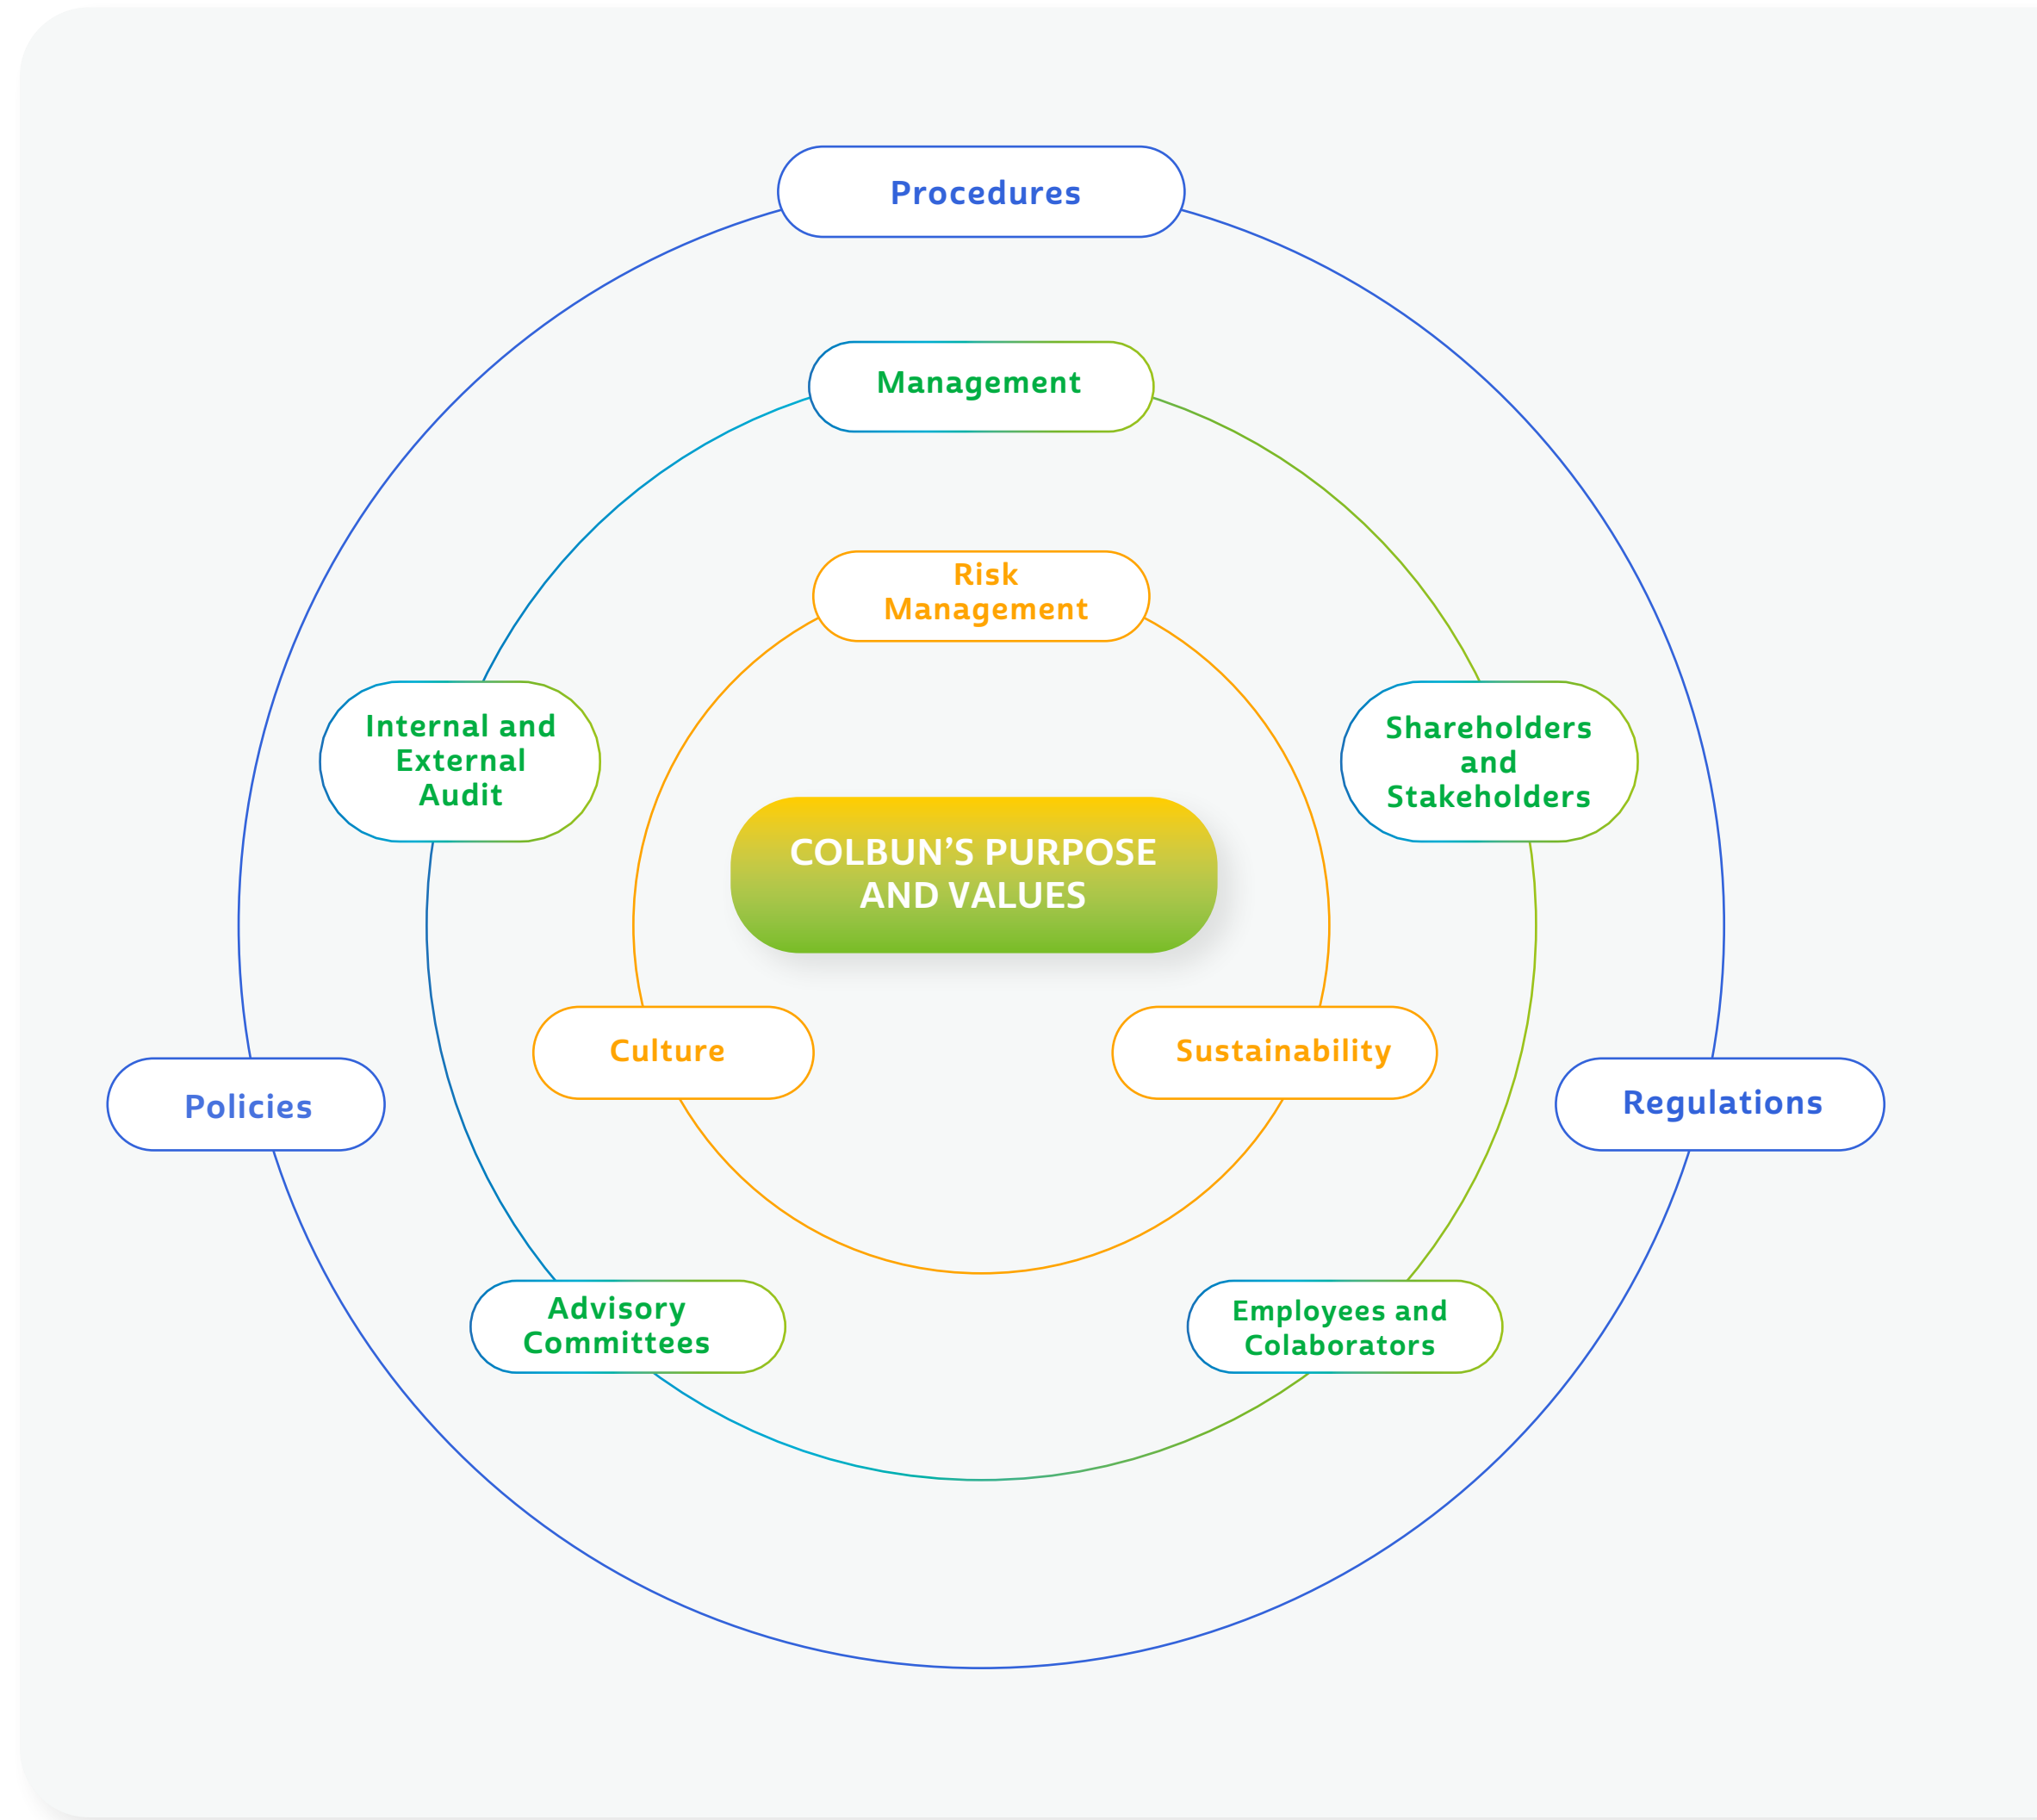 Procedures
Management
Risk
Management
Internal and
External
Audit
Shareholders
and
Stakeholders
COLBUN’S PURPOSE
AND VALUES
Culture
Sustainability
Policies
Regulations
Advisory
Committees
Employees and
Colaborators